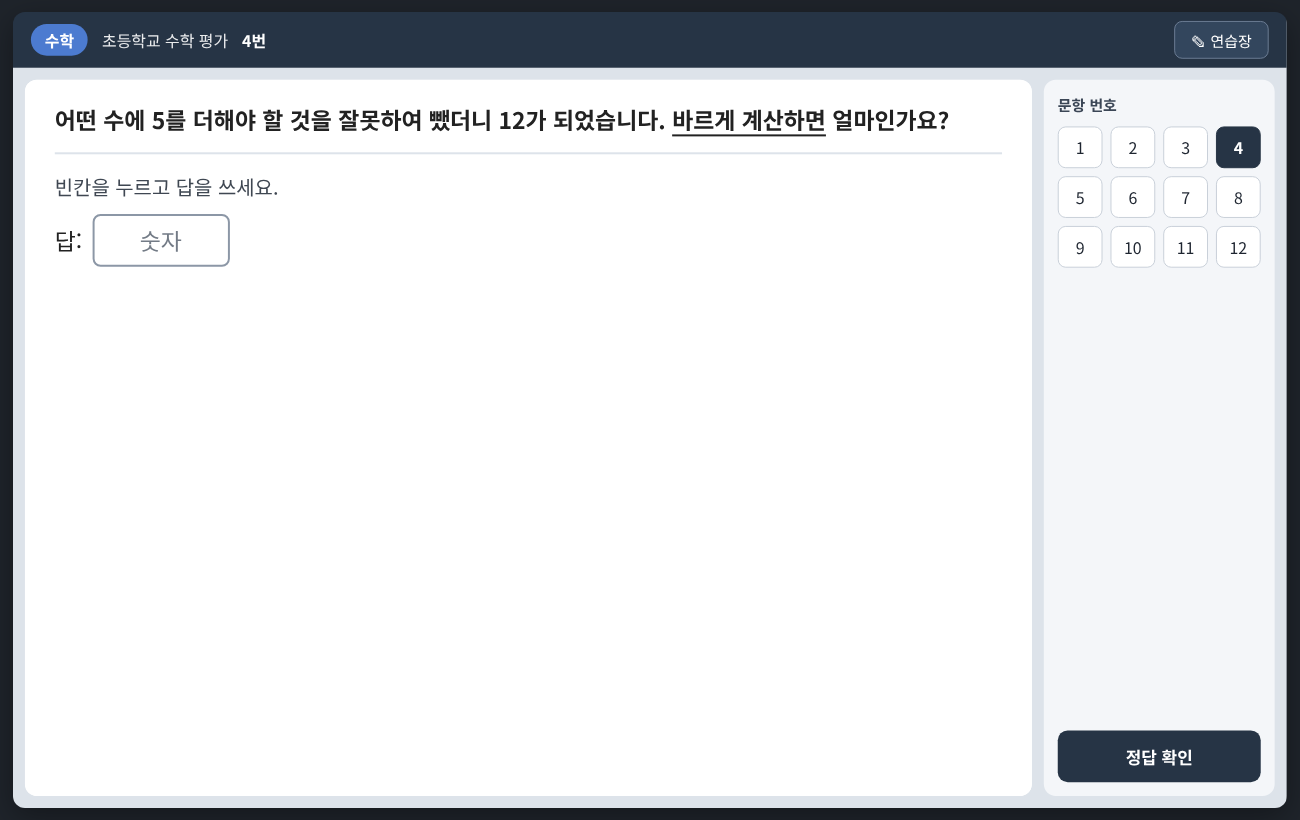 수학 초등학교 수학 평가 4번 ✎ 연습장
어떤 수에 5를 더해야 할 것을 잘못하여 뺐더니 12가 되었습니다. 바르게 계산하면 얼마인가요?
빈칸을 누르고 답을 쓰세요.
답: 숫자
문항 번호
1 2 3 4
5 6 7 8
9 10 11 12
정답 확인